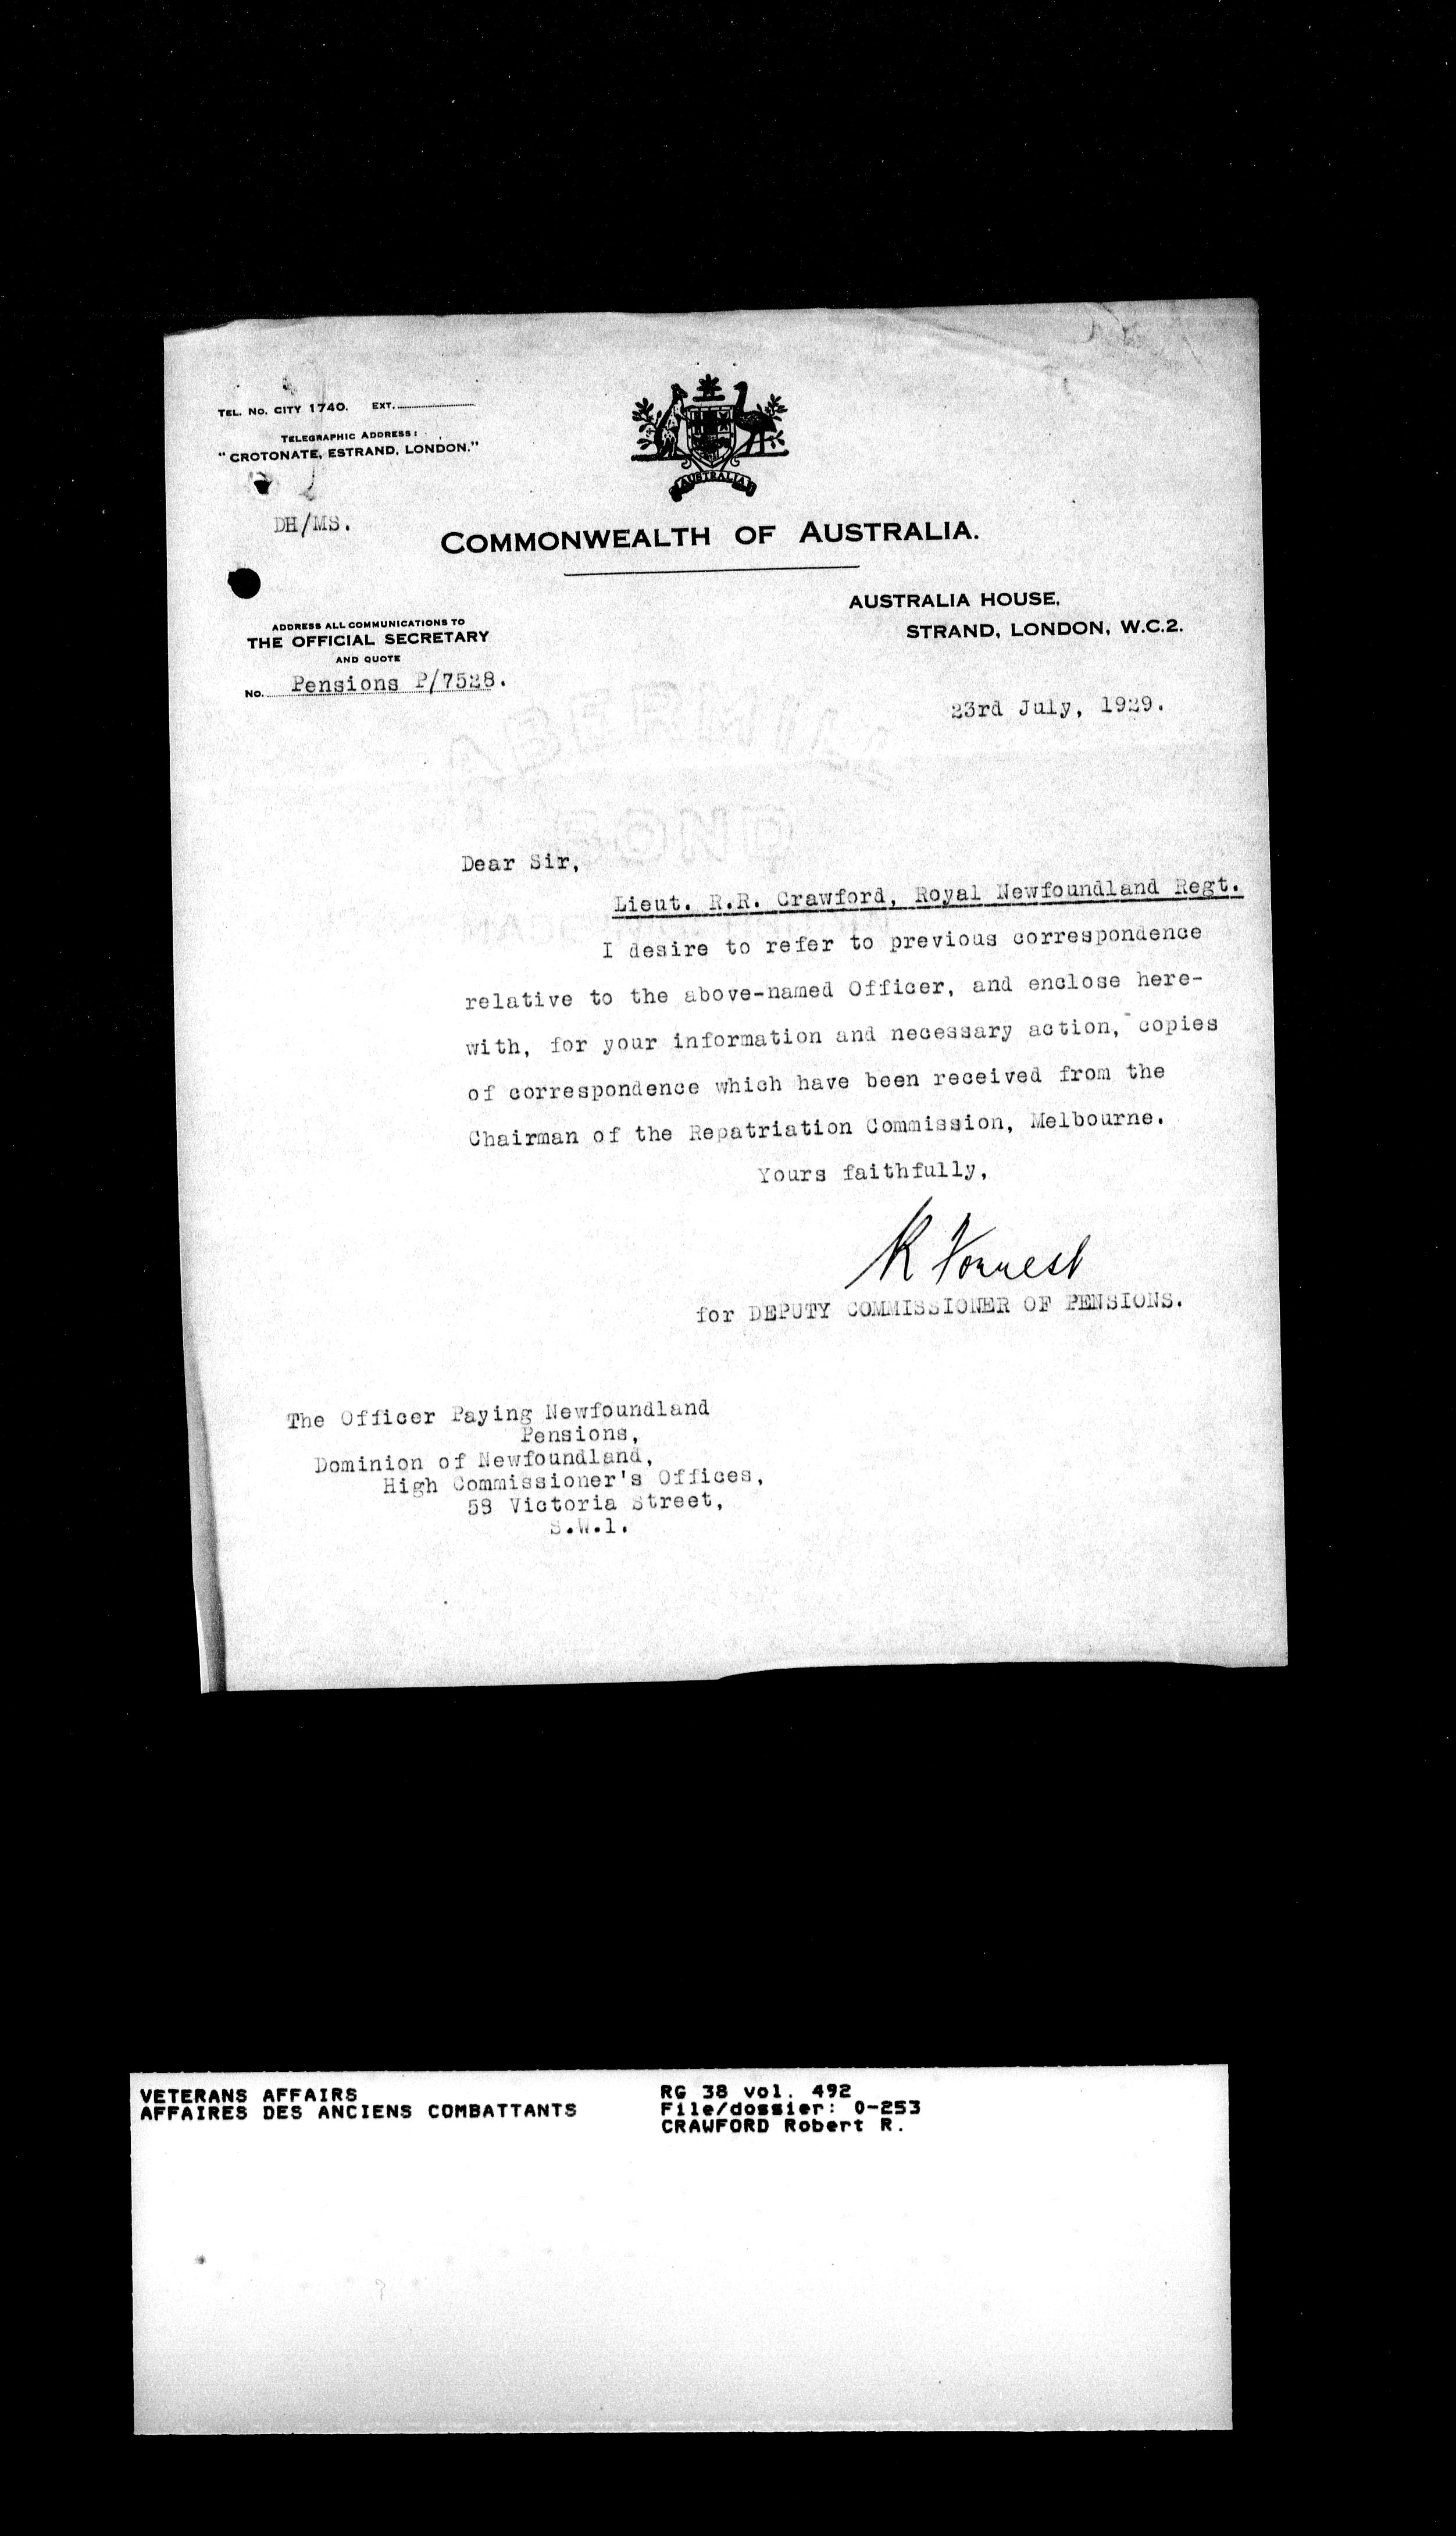 TEL. NO. CITY 1740. EXT.
TELEGRAPHIC ADDRESS:
"CROTONATE, ESTRAND, LONDON."
AUSTRALIA
DH/MS.
COMMONWEALTH OF AUSTRALIA.
AUSTRALIA HOUSE,
STRAND, LONDON, W.C.2.
ADDRESS ALL COMMUNICATIONS TO
THE OFFICIAL SECRETARY
AND QUOTE
No. Pensions P/7528.
23rd July, 1929.
Dear Sir,
Lieut. R.R. Crawford, Royal Newfoundland Regt.
I desire to refer to previous correspondence
relative to the above-named Officer, and enclose here-
with, for your information and necessary action, copies
of correspondence which have been received from the
Chairman of the Repatriation Commission, Melbourne.
Yours faithfully,
K Forrest
for DEPUTY COMMISSIONER OF PENSIONS.
The Officer Paying Newfoundland
Pensions,
Dominion of Newfoundland,
High Commissioner's Offices,
58 Victoria Street,
S.W.1.
VETERANS AFFAIRS
AFFAIRES DES ANCIENS COMBATTANTS
RG 38 vol. 492
File/dossier: 0-253
CRAWFORD Robert R.